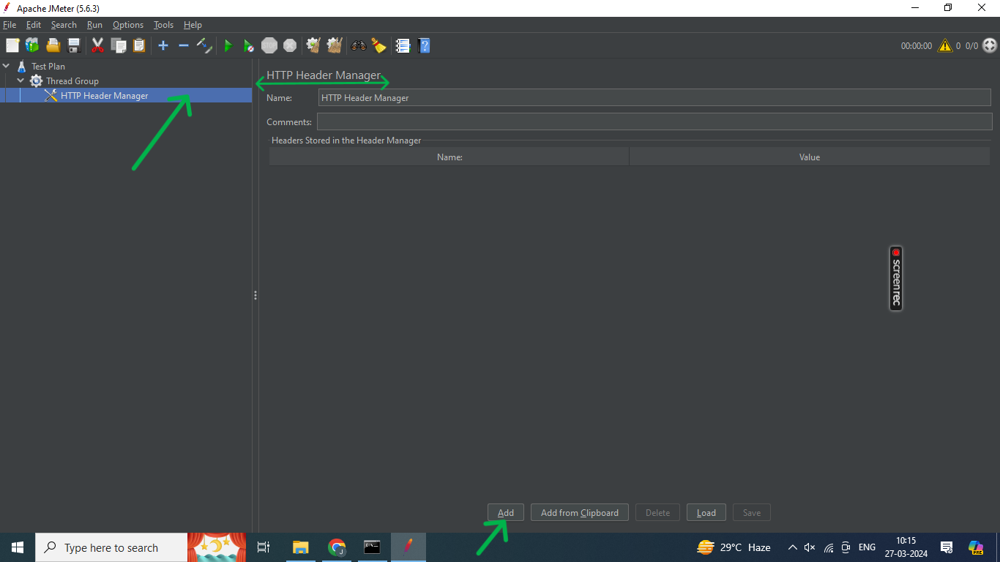 Apache JMeter (5.6.3)
File Edit Search Run Options Tools Help
STOP
00:00:00 0 0/0
Test Plan
Thread Group
HTTP Header Manager
HTTP Header Manager
Name: HTTP Header Manager
Comments:
Headers Stored in the Header Manager
Name: Value
screenrec
Add Add from Clipboard Delete Load Save
Type here to search
29°C Haze
ENG
10:15
27-03-2024
PRE